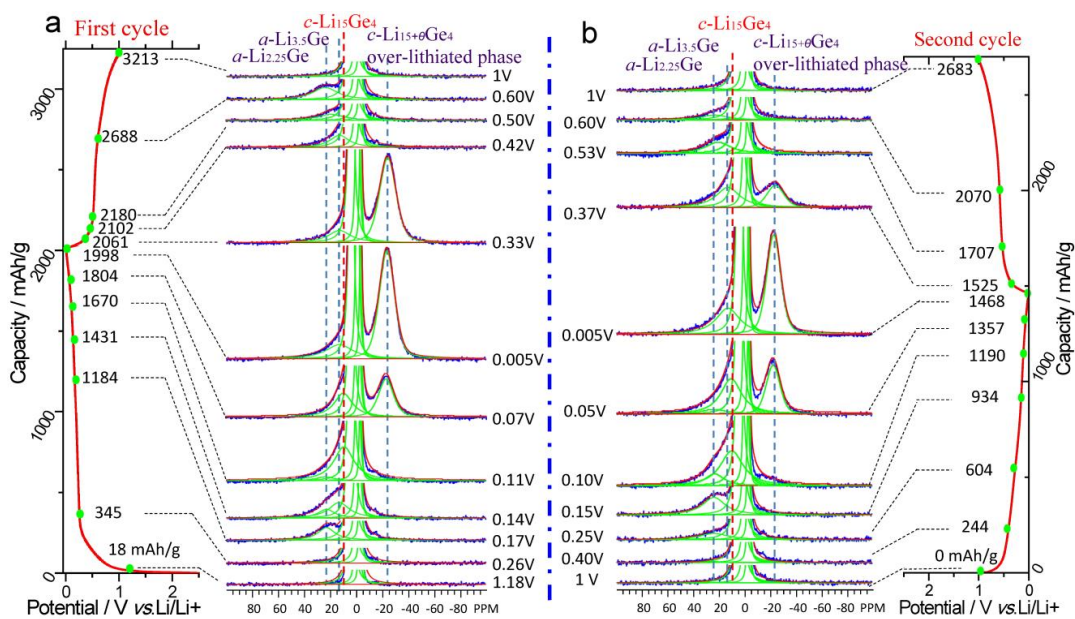 a
First cycle
c-Li15Ge4
a-Li3.5Ge
c-Li15+θGe4
a-Li2.25Ge
over-lithiated phase
3213
2688
2180
2102
2061
1998
1804
1670
1431
1184
345
18 mAh/g
3000
2000
1000
0
Capacity / mAh/g
0 1 2
Potential / V vs.Li/Li+
1V
0.60V
0.50V
0.42V
0.33V
0.005V
0.07V
0.11V
0.14V
0.17V
0.26V
1.18V
80 60 40 20 0 -20 -40 -60 -80 PPM
b
Second cycle
c-Li15Ge4
a-Li3.5Ge
c-Li15+θGe4
a-Li2.25Ge
over-lithiated phase
1V
0.60V
0.53V
0.37V
0.005V
0.05V
0.10V
0.15V
0.25V
0.40V
1 V
80 60 40 20 0 -20 -40 -60 -80 PPM
2683
2070
1707
1525
1468
1357
1190
934
604
244
0 mAh/g
2000
1000
0
Capacity / mAh/g
2 1 0
Potential / V vs.Li/Li+